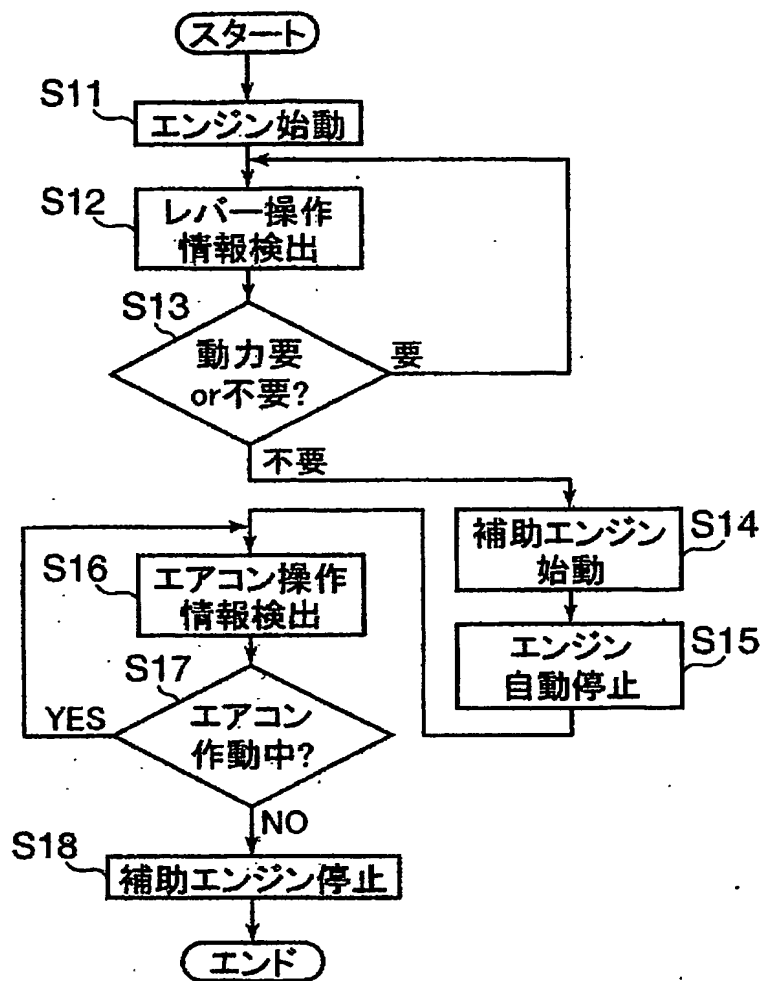 スタート
S11
エンジン始動
S12
レバー操作
情報検出
S13
動力要
or不要?
要
不要
S14
補助エンジン
始動
S15
エンジン
自動停止
S16
エアコン操作
情報検出
S17
エアコン
作動中?
YES
NO
S18
補助エンジン停止
エンド